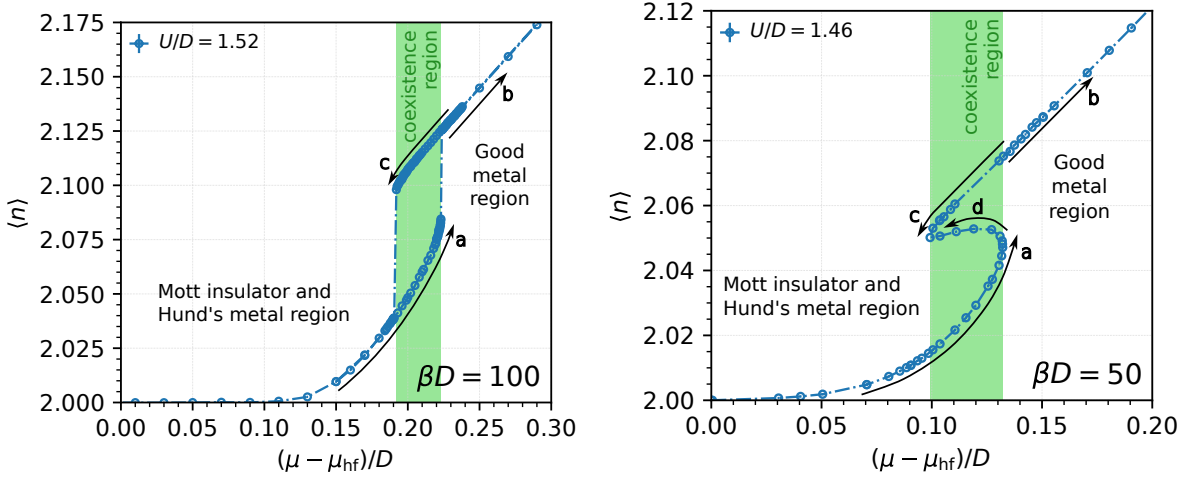 2.175
2.150
2.125
2.100
2.075
2.050
2.025
2.000
⟨n⟩
U/D = 1.52
coexistence
region
b
c
Good
metal
region
a
Mott insulator and
Hund's metal region
βD = 100
0.00
0.05
0.10
0.15
0.20
0.25
0.30
(μ − μhf)/D
2.12
2.10
2.08
2.06
2.04
2.02
2.00
⟨n⟩
U/D = 1.46
coexistence
region
b
Good
metal
region
c
d
a
Mott insulator and
Hund's metal region
βD = 50
0.00
0.05
0.10
0.15
0.20
(μ − μhf)/D